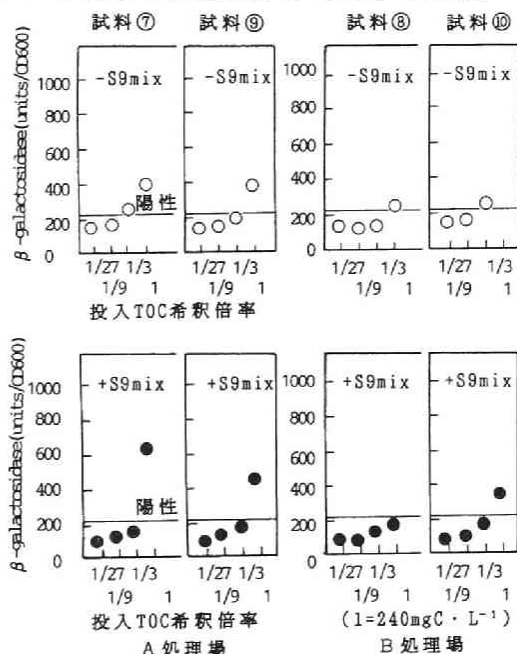 試料⑦ 試料⑨ 試料⑧ 試料⑩
-S9mix -S9mix -S9mix -S9mix
β-galactosidase(units/OD600)
1000 1000
800 800
600 600
400 400
陽性
200 200
0 0
1/27 1/3 1/27 1/3 1/27 1/3 1/27 1/3
1/9 1 1/9 1 1/9 1 1/9 1
投入TOC希釈倍率
+S9mix +S9mix +S9mix +S9mix
β-galactosidase(units/OD600)
1000 1000
800 800
600 600
400 400
陽性
200 200
0 0
1/27 1/3 1/27 1/3 1/27 1/3 1/27 1/3
1/9 1 1/9 1 1/9 1 1/9 1
投入TOC希釈倍率 (1=240mgC・L⁻¹)
A処理場 B処理場